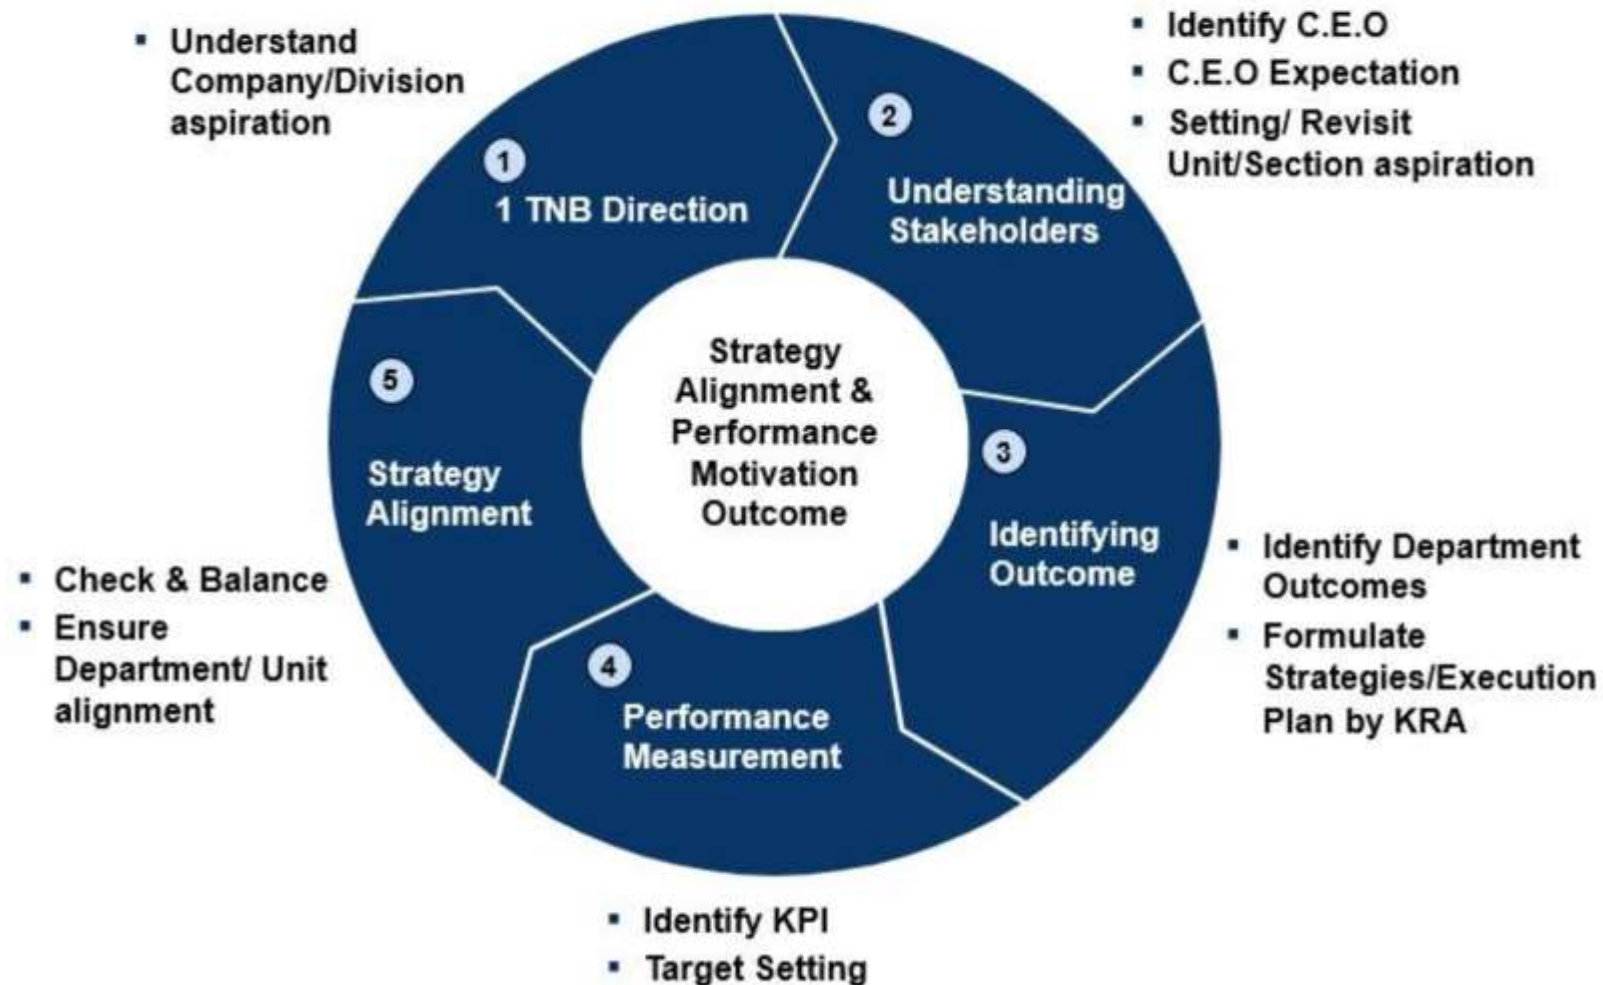 ▪ Understand
Company/Division
aspiration
1
1 TNB Direction
▪ Identify C.E.O
▪ C.E.O Expectation
▪ Setting/ Revisit
Unit/Section aspiration
2
Understanding
Stakeholders
3
Identifying
Outcome
▪ Identify Department
Outcomes
▪ Formulate
Strategies/Execution
Plan by KRA
4
Performance
Measurement
▪ Identify KPI
▪ Target Setting
5
Strategy
Alignment
▪ Check & Balance
▪ Ensure
Department/ Unit
alignment
Strategy
Alignment &
Performance
Motivation
Outcome